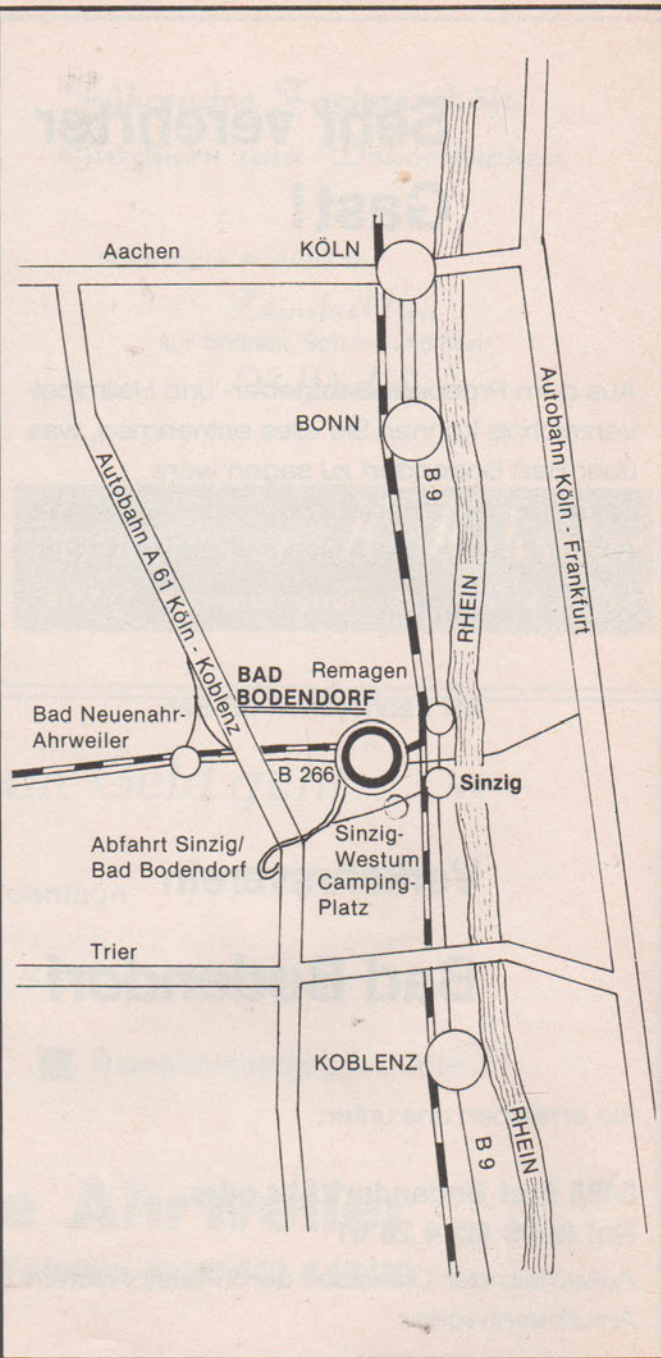 Aachen
KÖLN
BONN
B 9
Autobahn Köln - Frankfurt
Autobahn A 61 Köln - Koblenz
RHEIN
BAD
BODENDORF
Remagen
Bad Neuenahr-
Ahrweiler
B 266
Sinzig
Abfahrt Sinzig/
Bad Bodendorf
Sinzig-
Westum
Camping-
Platz
Trier
KOBLENZ
B 9
RHEIN